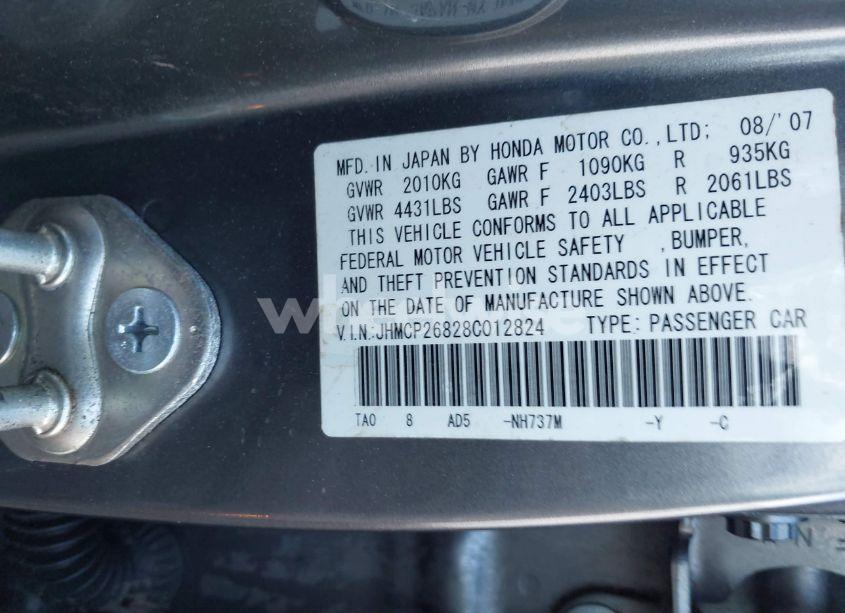 MFD. IN JAPAN BY HONDA MOTOR CO.,LTD; 08/'07
GVWR 2010KG GAWR F 1090KG R 935KG
GVWR 4431LBS GAWR F 2403LBS R 2061LBS
THIS VEHICLE CONFORMS TO ALL APPLICABLE
FEDERAL MOTOR VEHICLE SAFETY ,BUMPER,
AND THEFT PREVENTION STANDARDS IN EFFECT
ON THE DATE OF MANUFACTURE SHOWN ABOVE.
V.I.N.:JHMCP26828C012824 TYPE: PASSENGER CAR
TA0 8 AD5 -NH737M -Y -C